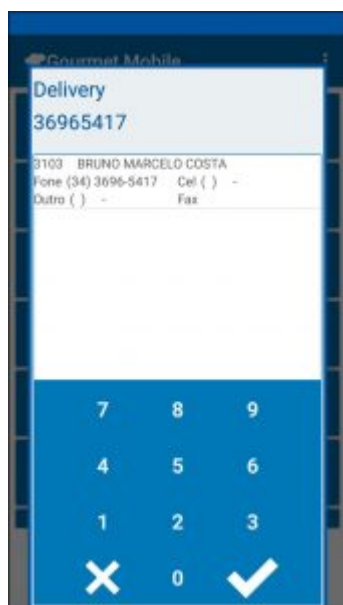 Gourmet Mobile
Delivery
36965417
3103 BRUNO MARCELO COSTA
Fone (34) 3696-5417 Cel ( ) -
Outro ( ) - Fax
7 8 9
4 5 6
1 2 3
0